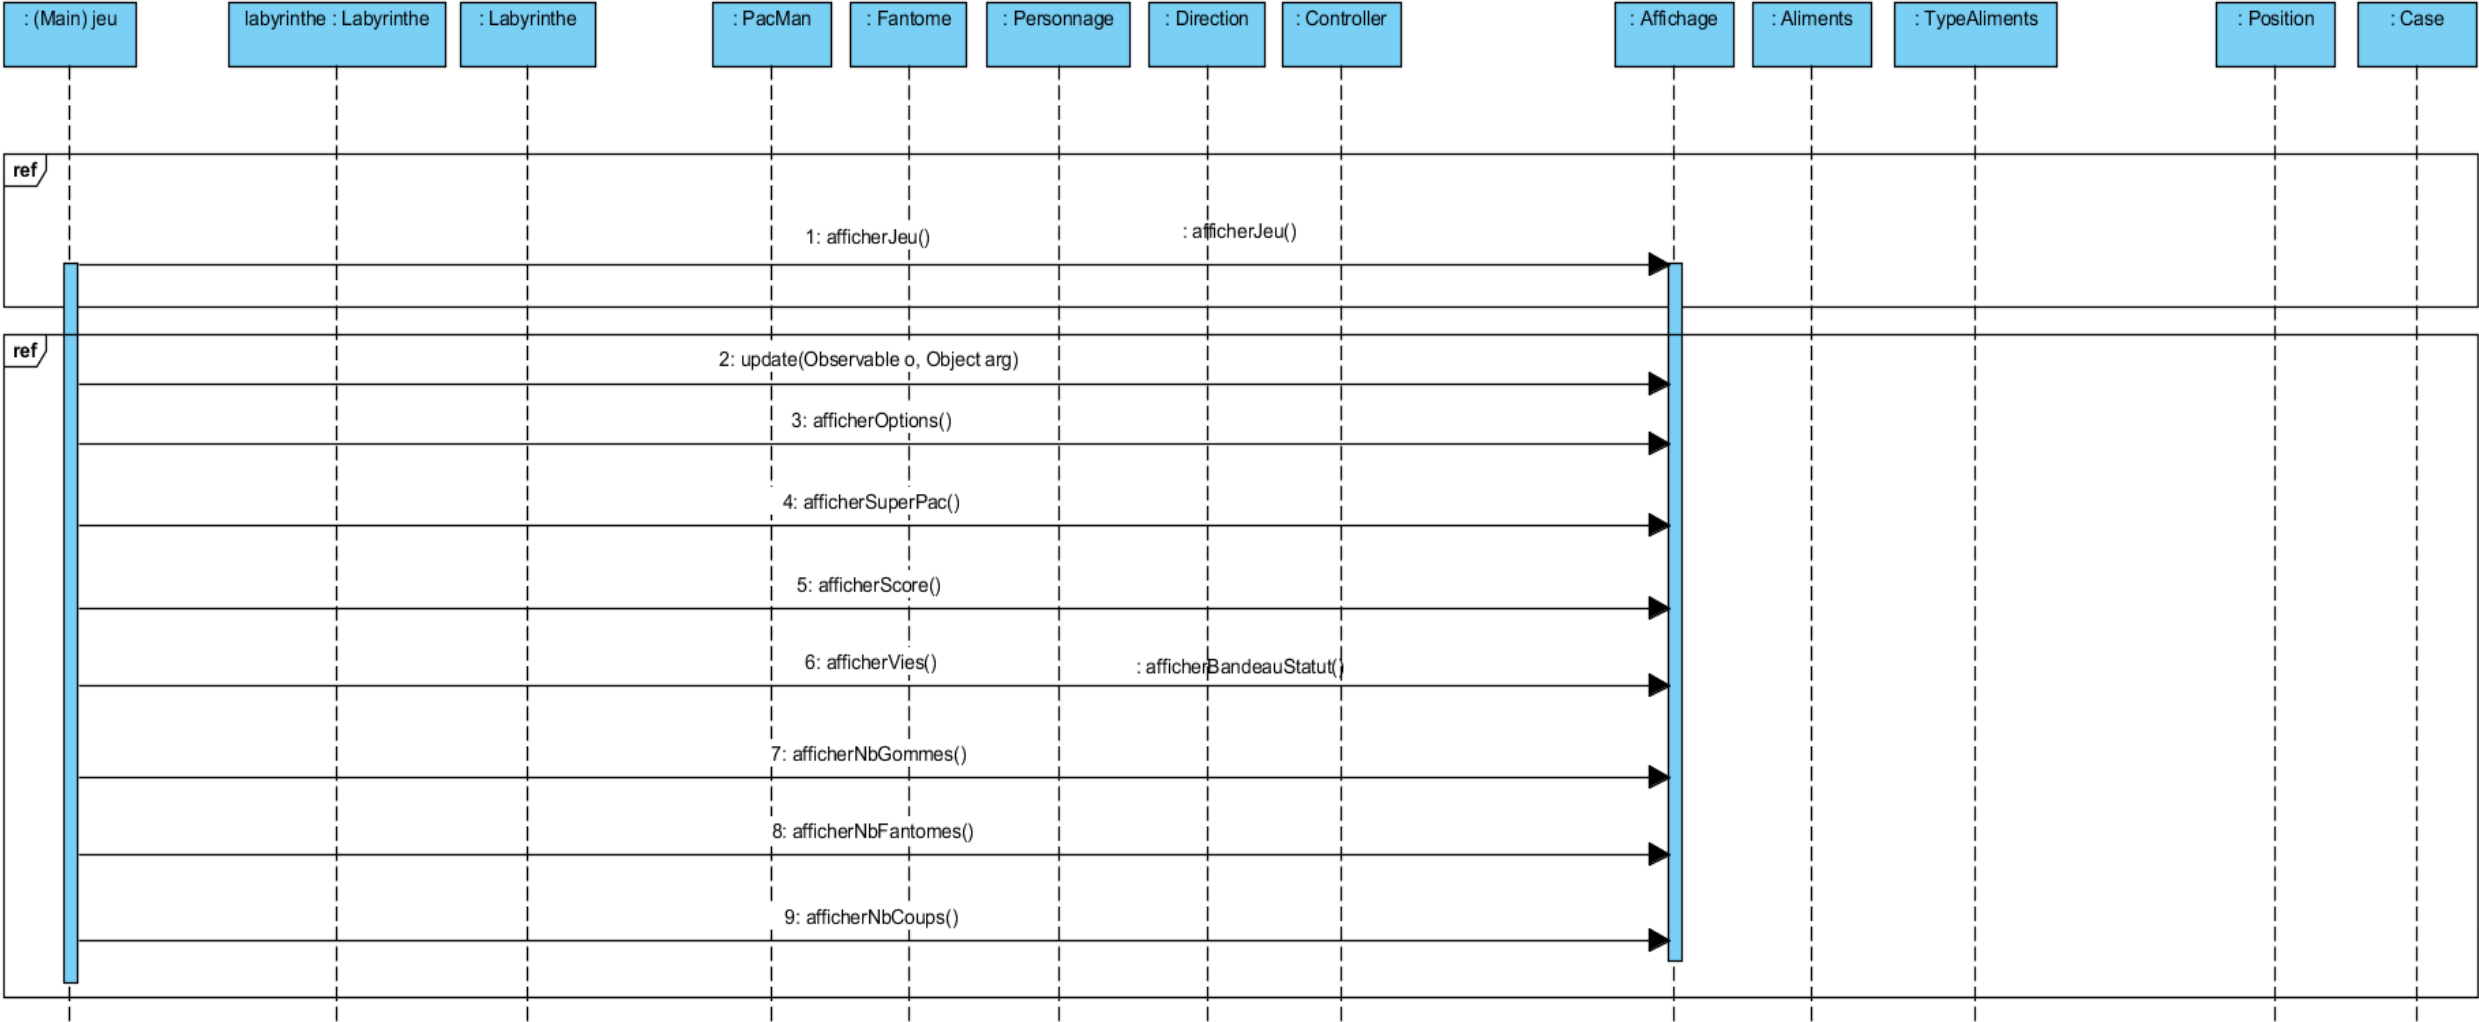 : (Main) jeu
labyrinthe : Labyrinthe
: Labyrinthe
: PacMan
: Fantome
: Personnage
: Direction
: Controller
: Affichage
: Aliments
: TypeAliments
: Position
: Case
ref
1: afficherJeu()
: afficherJeu()
ref
2: update(Observable o, Object arg)
3: afficherOptions()
4: afficherSuperPac()
5: afficherScore()
6: afficherVies()
: afficherBandeauStatut()
7: afficherNbGommes()
8: afficherNbFantomes()
9: afficherNbCoups()